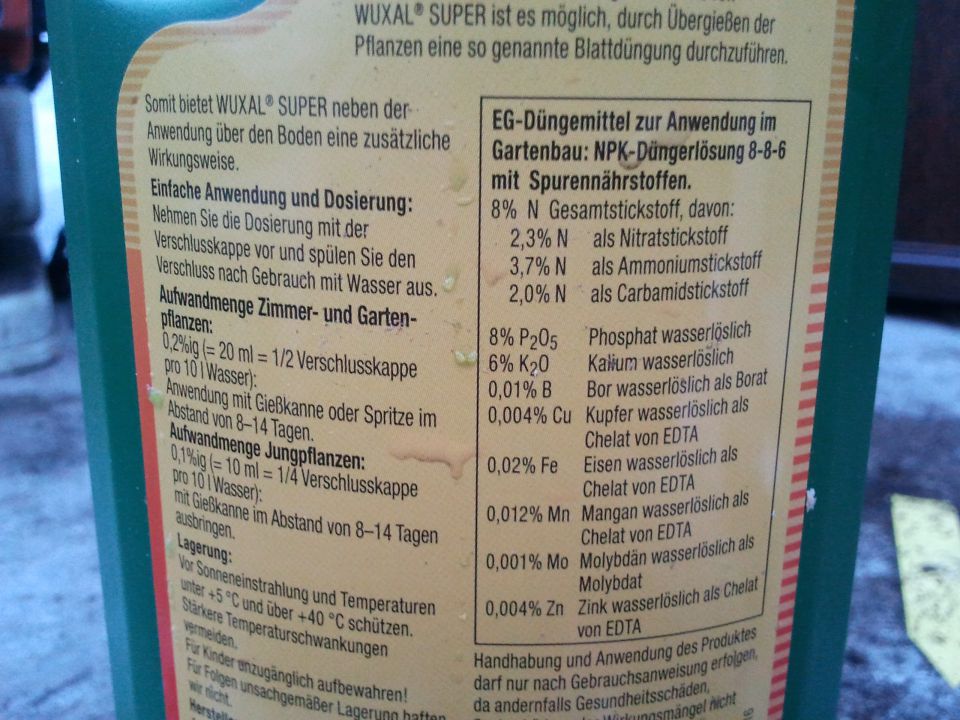 WUXAL® SUPER ist es möglich, durch Übergießen der
Pflanzen eine so genannte Blattdüngung durchzuführen.
Somit bietet WUXAL® SUPER neben der
Anwendung über den Boden eine zusätzliche
Wirkungsweise.
Einfache Anwendung und Dosierung:
Nehmen Sie die Dosierung mit der
Verschlusskappe vor und spülen Sie den
Verschluss nach Gebrauch mit Wasser aus.
Aufwandmenge Zimmer- und Garten-
pflanzen:
0,2%ig (= 20 ml = 1/2 Verschlusskappe
pro 10 l Wasser):
Anwendung mit Gießkanne oder Spritze im
Abstand von 8–14 Tagen.
Aufwandmenge Jungpflanzen:
0,1%ig (= 10 ml = 1/4 Verschlusskappe
pro 10 l Wasser):
mit Gießkanne im Abstand von 8–14 Tagen
ausbringen.
Lagerung:
Vor Sonneneinstrahlung und Temperaturen
unter +5 °C und über +40 °C schützen.
Stärkere Temperaturschwankungen
vermeiden.
Für Kinder unzugänglich aufbewahren!
Für Folgen unsachgemäßer Lagerung haften
wir nicht.
EG-Düngemittel zur Anwendung im
Gartenbau: NPK-Düngerlösung 8-8-6
mit Spurennährstoffen.
8% N Gesamtstickstoff, davon:
2,3% N als Nitratstickstoff
3,7% N als Ammoniumstickstoff
2,0% N als Carbamidstickstoff
8% P₂O₅ Phosphat wasserlöslich
6% K₂O Kalium wasserlöslich
0,01% B Bor wasserlöslich als Borat
0,004% Cu Kupfer wasserlöslich als
Chelat von EDTA
0,02% Fe Eisen wasserlöslich als
Chelat von EDTA
0,012% Mn Mangan wasserlöslich als
Chelat von EDTA
0,001% Mo Molybdän wasserlöslich als
Molybdat
0,004% Zn Zink wasserlöslich als Chelat
von EDTA
Handhabung und Anwendung des Produktes
darf nur nach Gebrauchsanweisung erfolgen,
da andernfalls Gesundheitsschäden,
Wirkungsmängel nicht